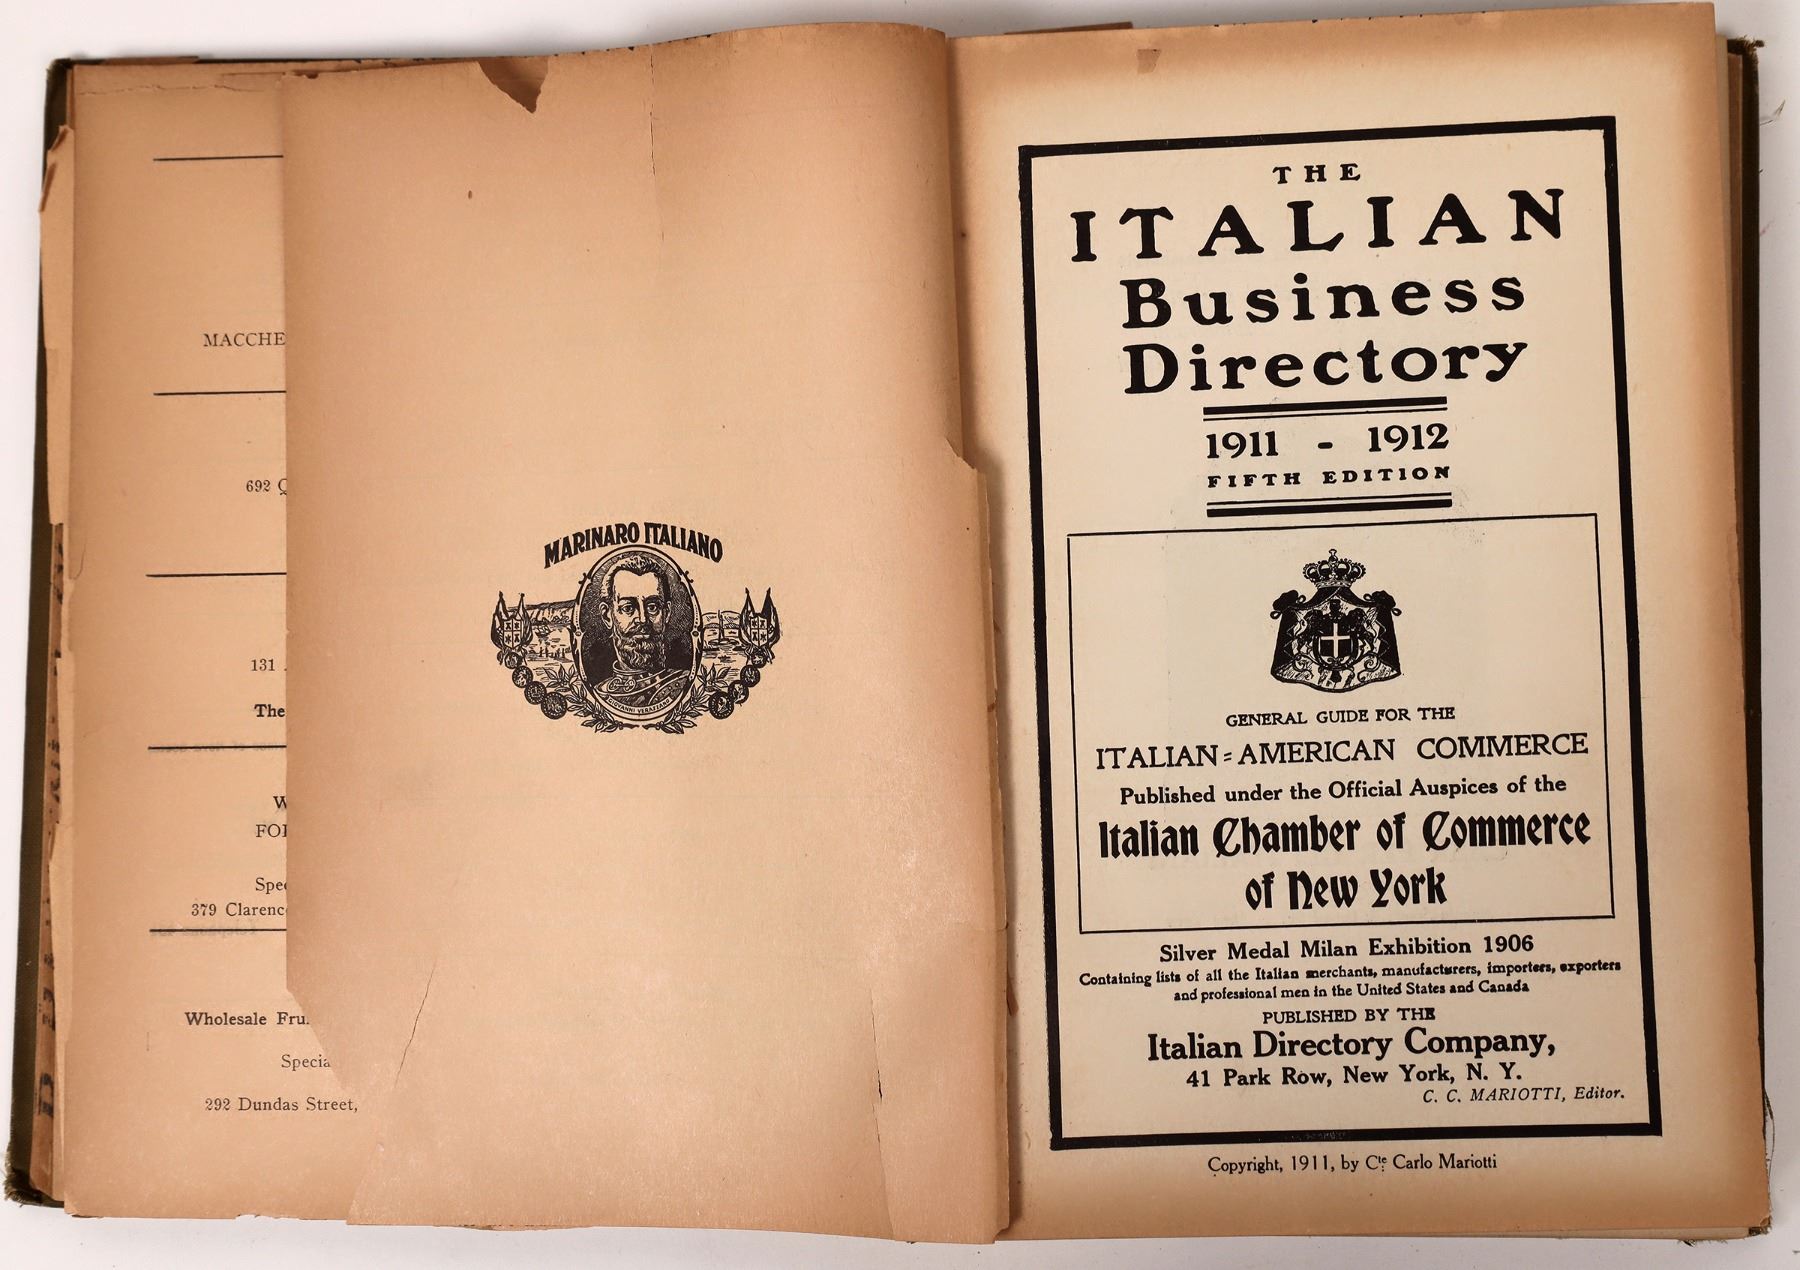 MACCHE
692
131
The
W
FOR
Spec
379 Clarence
Wholesale Fru
Specia
292 Dundas Street,
MARINARO ITALIANO
GIOVANNI VERAZZANO
THE
ITALIAN
Business
Directory
1911 - 1912
FIFTH EDITION
GENERAL GUIDE FOR THE
ITALIAN=AMERICAN COMMERCE
Published under the Official Auspices of the
Italian Chamber of Commerce
of New York
Silver Medal Milan Exhibition 1906
Containing lists of all the Italian merchants, manufacturers, importers, exporters
and professional men in the United States and Canada
PUBLISHED BY THE
Italian Directory Company,
41 Park Row, New York, N. Y.
C. C. MARIOTTI, Editor.
Copyright, 1911, by Cte. Carlo Mariotti